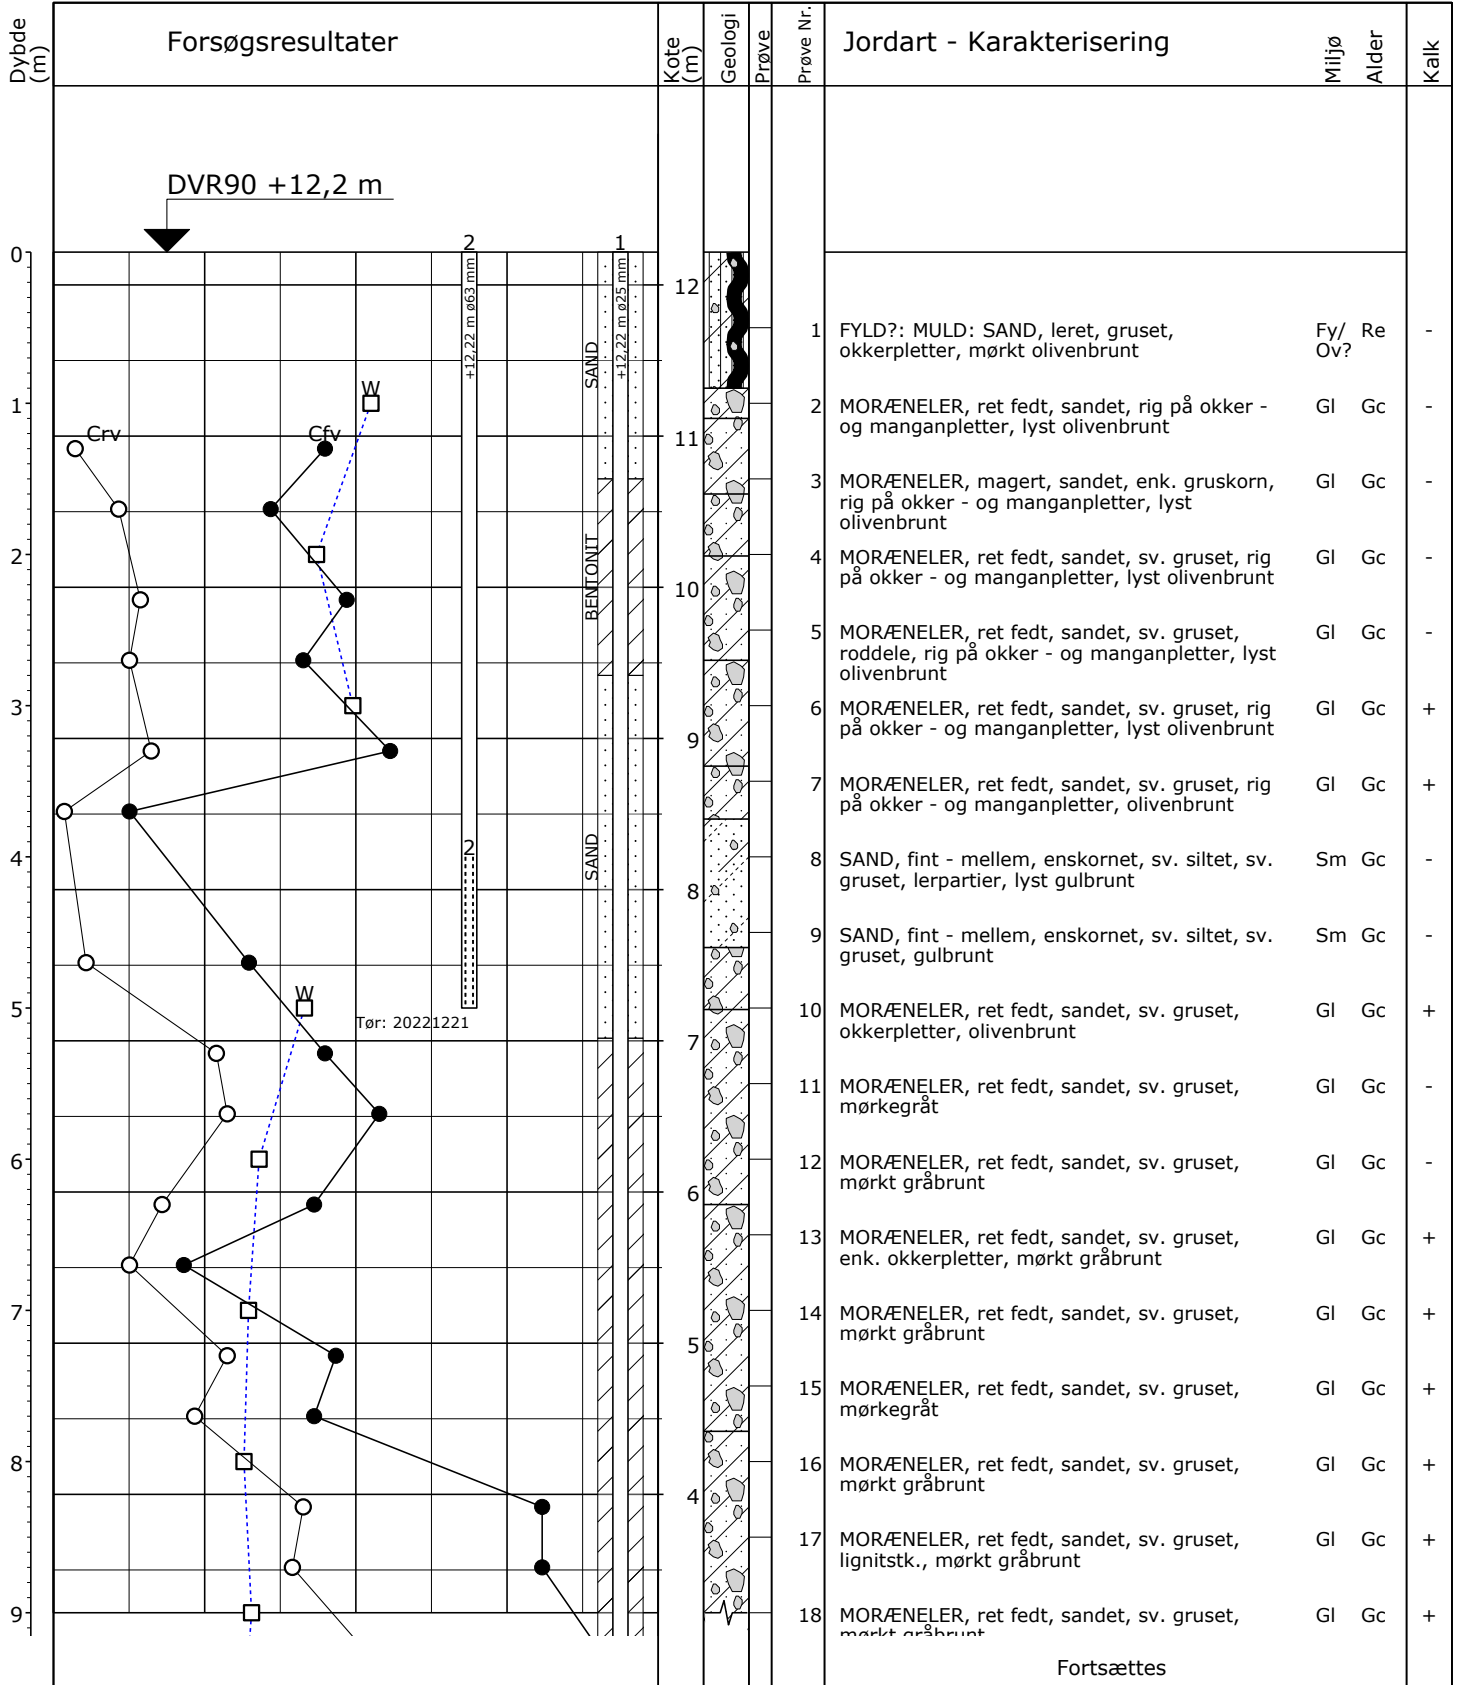 Dybde (m)
Forsøgsresultater
Kote (m)
Geologi
Prøve
Prøve Nr.
Jordart - Karakterisering
Miljø
Alder
Kalk
DVR90 +12,2 m
0
1
2
3
4
5
6
7
8
9
2
+12,22 m ø63 mm
1
+12,22 m ø25 mm
SAND
BENTONIT
SAND
W
Crv
Cfv
2
W
Tør: 20221221
12
11
10
9
8
7
6
5
4
1 FYLD?: MULD: SAND, leret, gruset, Fy/ Re -
okkerpletter, mørkt olivenbrunt Ov?
2 MORÆNELER, ret fedt, sandet, rig på okker - Gl Gc -
og manganpletter, lyst olivenbrunt
3 MORÆNELER, magert, sandet, enk. gruskorn, Gl Gc -
rig på okker - og manganpletter, lyst
olivenbrunt
4 MORÆNELER, ret fedt, sandet, sv. gruset, rig Gl Gc -
på okker - og manganpletter, lyst olivenbrunt
5 MORÆNELER, ret fedt, sandet, sv. gruset, Gl Gc -
roddele, rig på okker - og manganpletter, lyst
olivenbrunt
6 MORÆNELER, ret fedt, sandet, sv. gruset, rig Gl Gc +
på okker - og manganpletter, lyst olivenbrunt
7 MORÆNELER, ret fedt, sandet, sv. gruset, rig Gl Gc +
på okker - og manganpletter, olivenbrunt
8 SAND, fint - mellem, enskornet, sv. siltet, sv. Sm Gc -
gruset, lerpartier, lyst gulbrunt
9 SAND, fint - mellem, enskornet, sv. siltet, sv. Sm Gc -
gruset, gulbrunt
10 MORÆNELER, ret fedt, sandet, sv. gruset, Gl Gc +
okkerpletter, olivenbrunt
11 MORÆNELER, ret fedt, sandet, sv. gruset, Gl Gc -
mørkegråt
12 MORÆNELER, ret fedt, sandet, sv. gruset, Gl Gc -
mørkt gråbrunt
13 MORÆNELER, ret fedt, sandet, sv. gruset, Gl Gc +
enk. okkerpletter, mørkt gråbrunt
14 MORÆNELER, ret fedt, sandet, sv. gruset, Gl Gc +
mørkt gråbrunt
15 MORÆNELER, ret fedt, sandet, sv. gruset, Gl Gc +
mørkegråt
16 MORÆNELER, ret fedt, sandet, sv. gruset, Gl Gc +
mørkt gråbrunt
17 MORÆNELER, ret fedt, sandet, sv. gruset, Gl Gc +
lignitstk., mørkt gråbrunt
18 MORÆNELER, ret fedt, sandet, sv. gruset, Gl Gc +
mørkt gråbrunt
Fortsættes